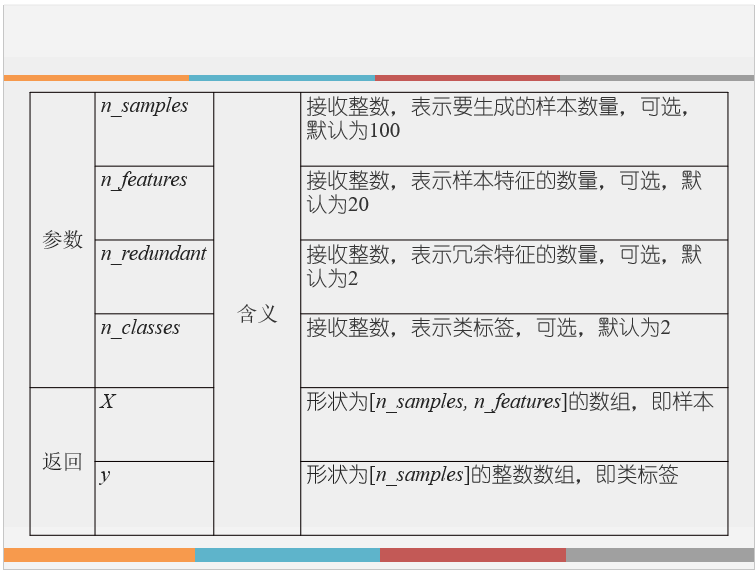 参数
n_samples
含义
接收整数，表示要生成的样本数量，可选，
默认为100
n_features
接收整数，表示样本特征的数量，可选，默
认为20
n_redundant
接收整数，表示冗余特征的数量，可选，默
认为2
n_classes
接收整数，表示类标签，可选，默认为2
返回
X
形状为[n_samples, n_features]的数组，即样本
y
形状为[n_samples]的整数数组，即类标签